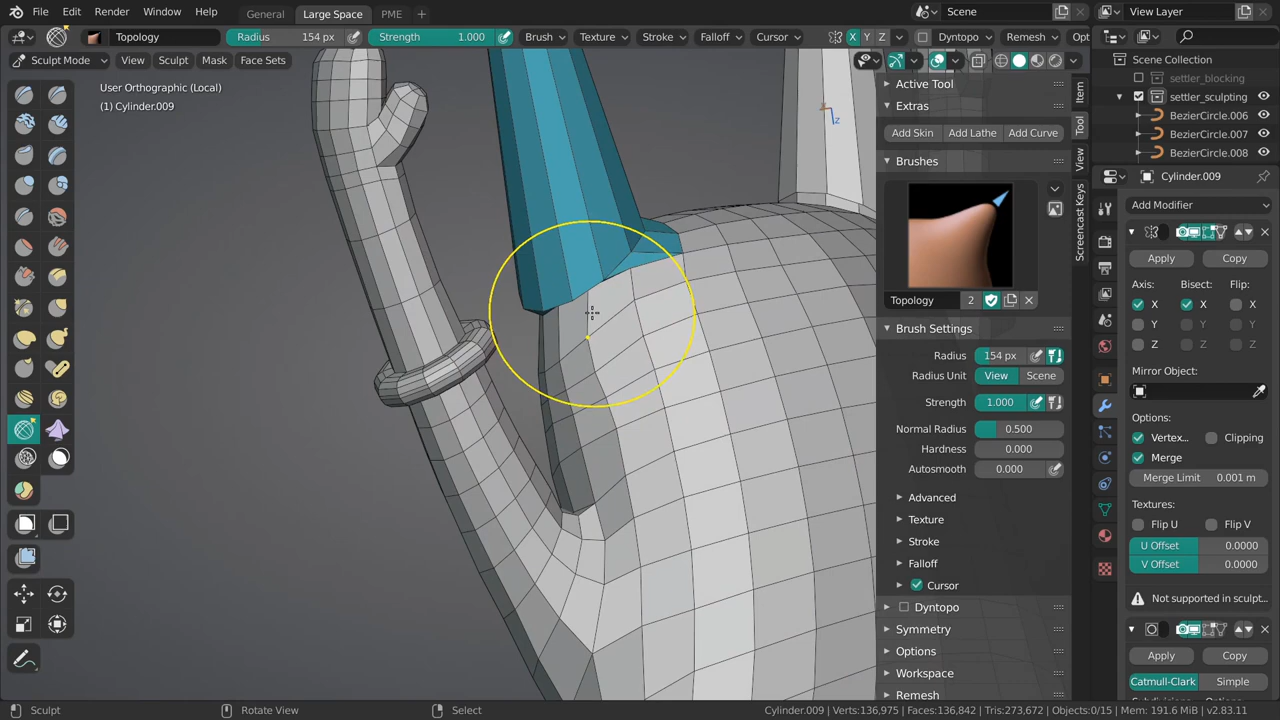 File Edit Render Window Help General Large Space PME + Scene View Layer
Topology Radius 154 px Strength 1.000 Brush Texture Stroke Falloff Cursor X Y Z Dyntopo Remesh Opt
Sculpt Mode View Sculpt Mask Face Sets
User Orthographic (Local)
(1) Cylinder.009
z
Active Tool
Extras
Add Skin Add Lathe Add Curve
Brushes
Topology 2
Brush Settings
Radius 154 px
Radius Unit View Scene
Strength 1.000
Normal Radius 0.500
Hardness 0.000
Autosmooth 0.000
Advanced
Texture
Stroke
Falloff
Cursor
Dyntopo
Symmetry
Options
Workspace
Remesh
Item
Tool
View
Screencast Keys
Scene Collection
settler_blocking
settler_sculpting
BezierCircle.006
BezierCircle.007
BezierCircle.008
Cylinder.009
Add Modifier
Apply Copy
Axis: Bisect: Flip:
X X X
Y Y Y
Z Z Z
Mirror Object:
Options:
Vertex... Clipping
Merge
Merge Limit 0.001 m
Textures:
Flip U Flip V
U Offset 0.0000
V Offset 0.0000
Not supported in sculpt...
Apply Copy
Catmull-Clark Simple
Sculpt Rotate View Select Cylinder.009 | Verts:136,975 | Faces:136,842 | Tris:273,672 | Objects:0/15 | Mem: 191.6 MiB | v2.83.11